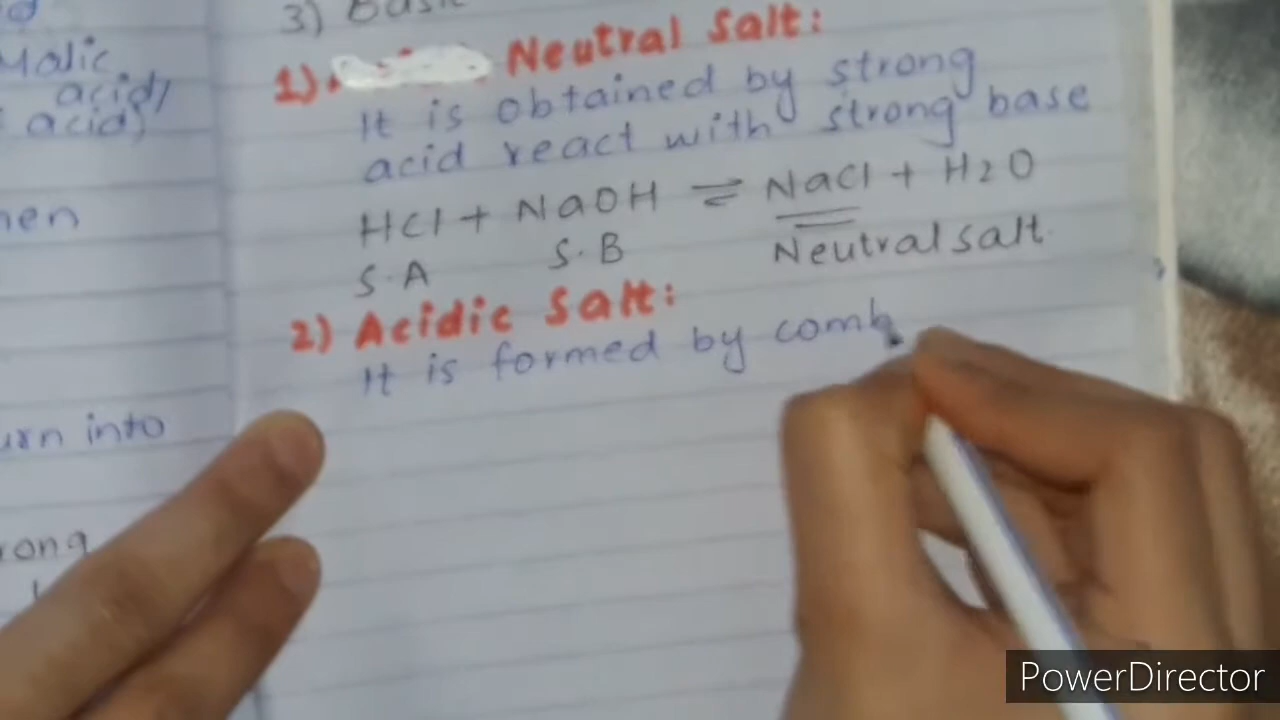 Malic
acid)
acid)
hen
urn into
rong
3) Basic
1) Neutral Salt:
It is obtained by strong
acid react with strong base
HCl + NaOH ⇌ NaCl + H2O
S.A S.B Neutral salt.
2) Acidic Salt:
It is formed by comb
PowerDirector